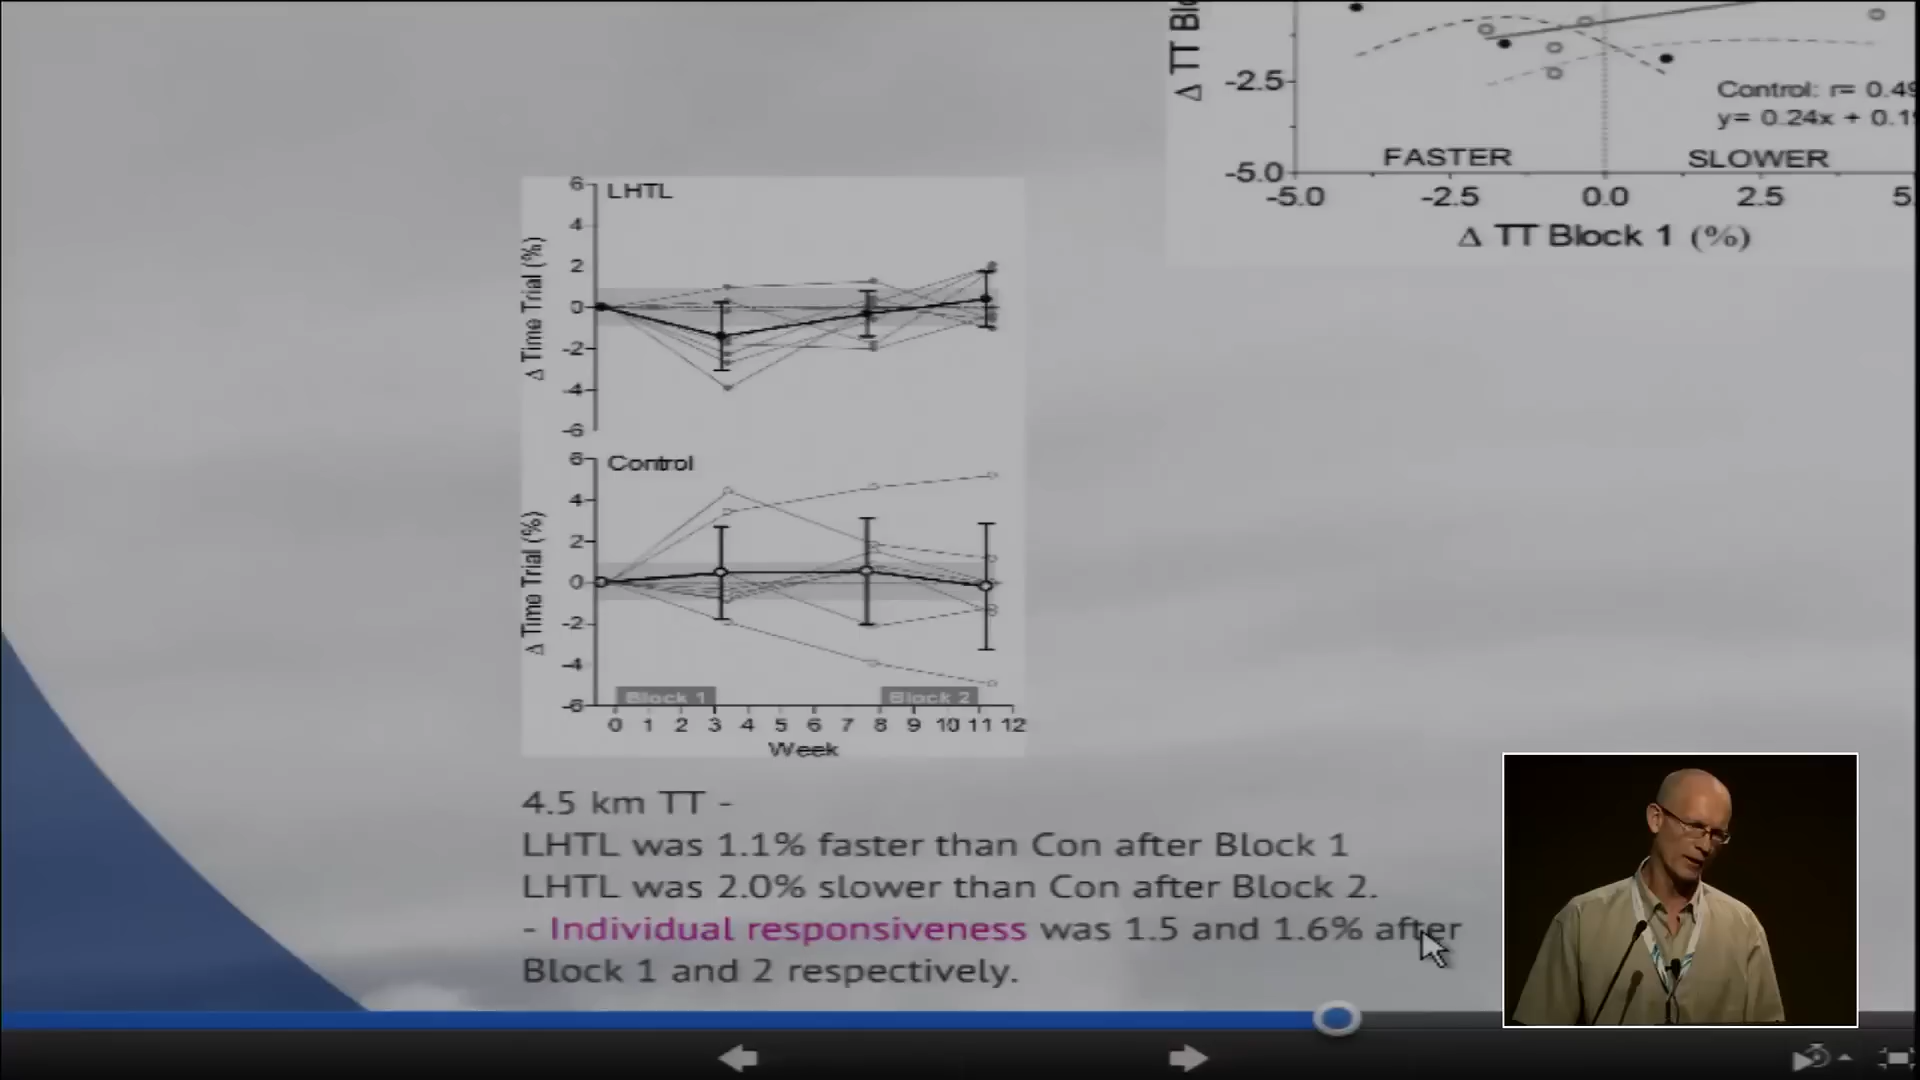 Δ TT Blo
-2.5
-5.0
Control: r= 0.49
y= 0.24x + 0.1
FASTER
SLOWER
-5.0 -2.5 0.0 2.5 5.
Δ TT Block 1 (%)
LHTL
6
4
2
0
-2
-4
-6
Δ Time Trial (%)
Control
6
4
2
0
-2
-4
-6
Δ Time Trial (%)
Block 1
Block 2
0 1 2 3 4 5 6 7 8 9 10 11 12
Week
4.5 km TT -
LHTL was 1.1% faster than Con after Block 1
LHTL was 2.0% slower than Con after Block 2.
- Individual responsiveness was 1.5 and 1.6% after
Block 1 and 2 respectively.